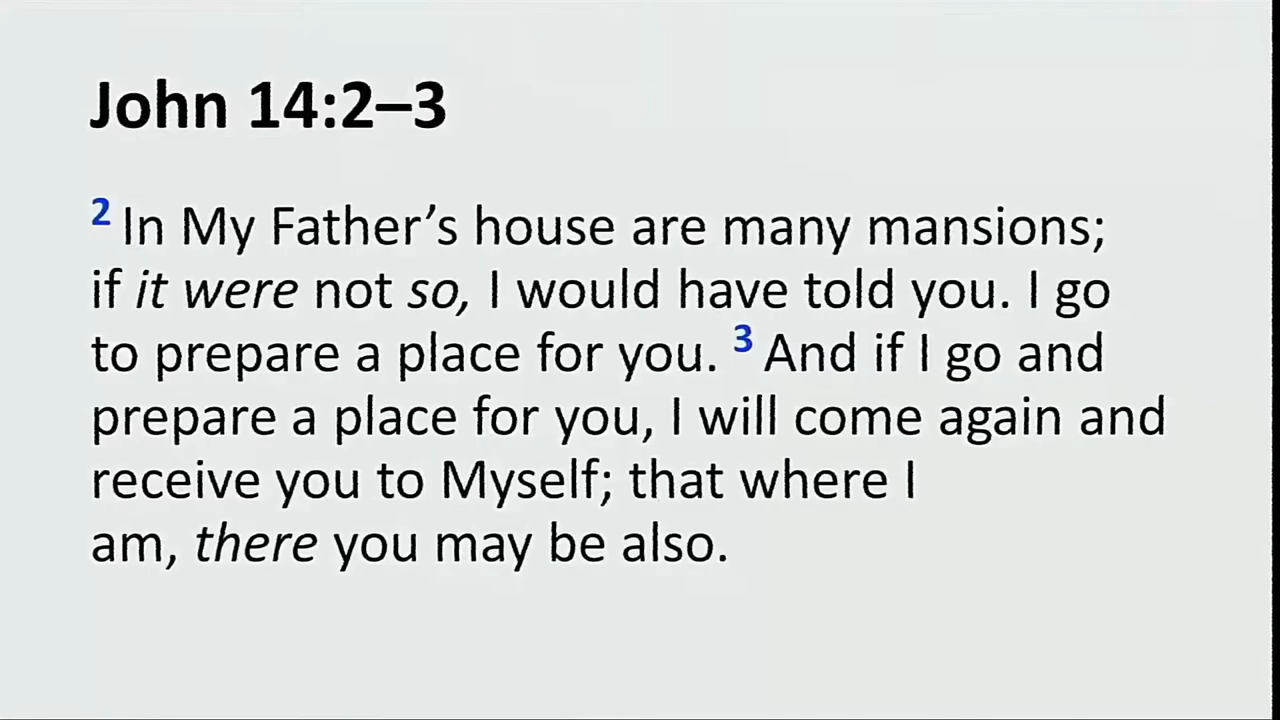 John 14:2–3
2 In My Father’s house are many mansions;
if it were not so, I would have told you. I go
to prepare a place for you. 3 And if I go and
prepare a place for you, I will come again and
receive you to Myself; that where I
am, there you may be also.